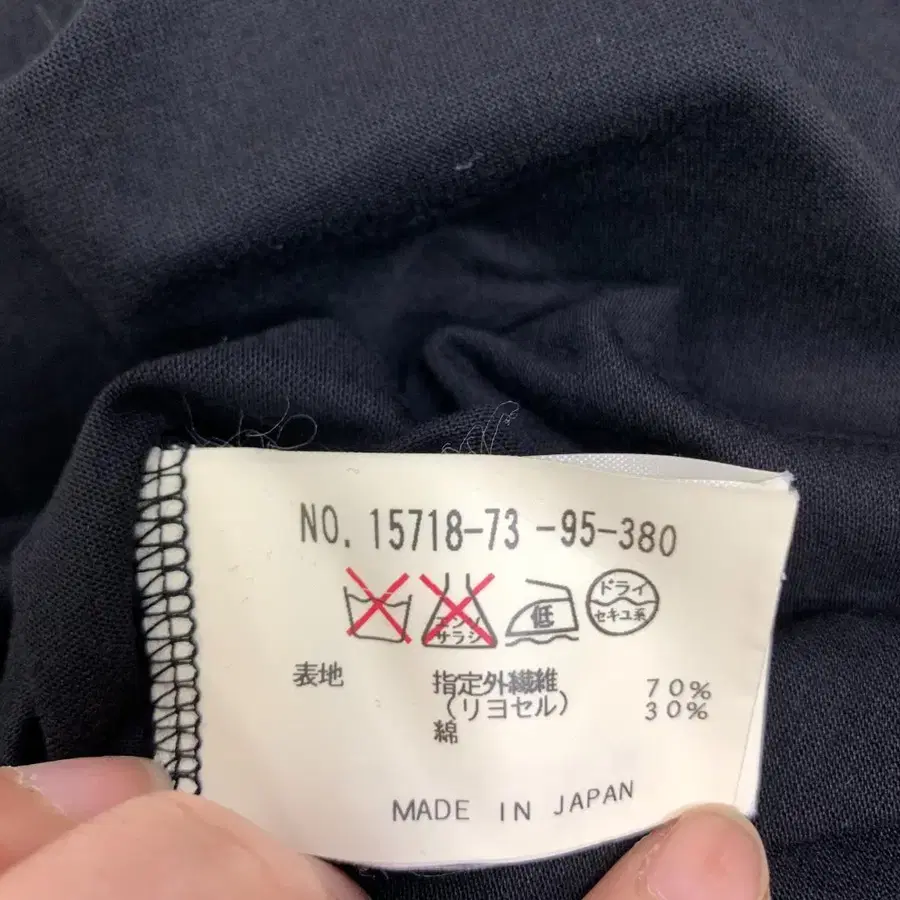 NO. 15718-73 -95-380
エンソ
サラシ
低
ドライ
セキユ系
表地 指定外繊維 70%
(リヨセル) 30%
綿
MADE IN JAPAN